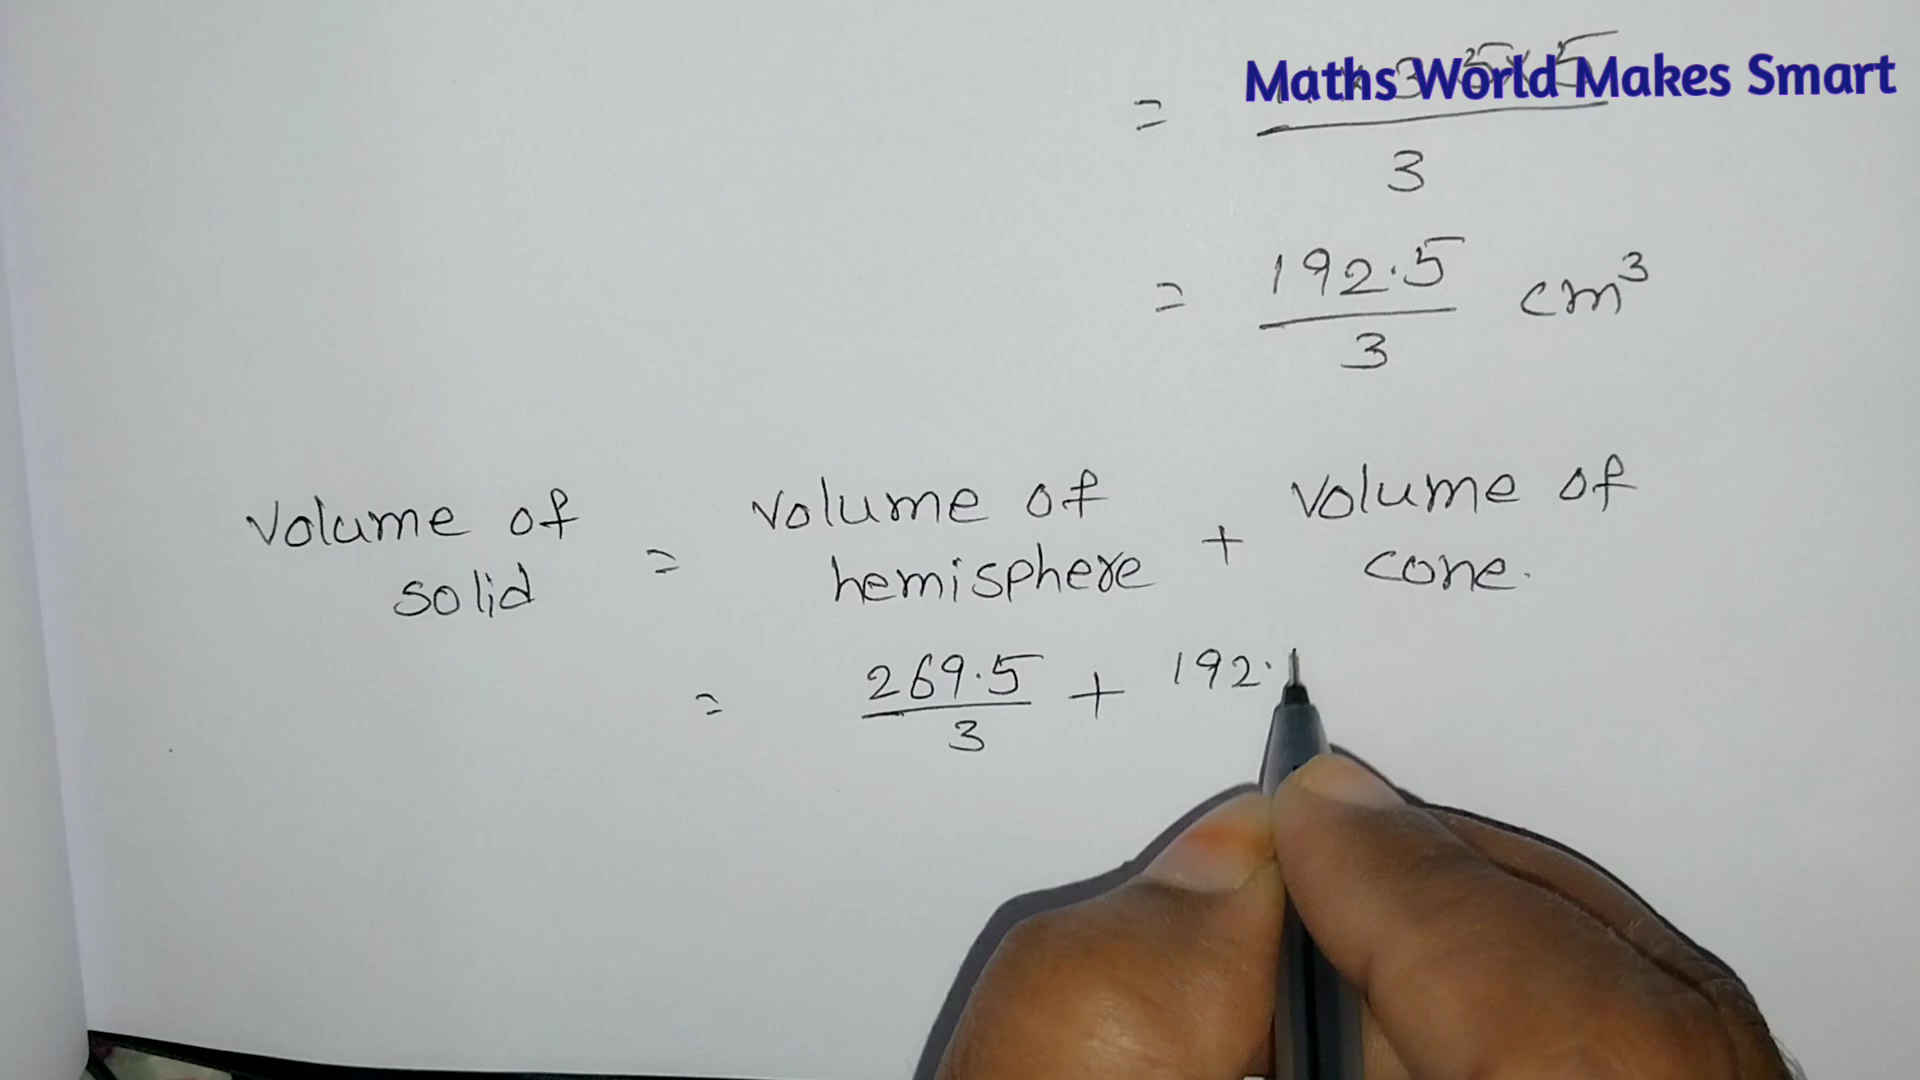 Maths World Makes Smart
=
3
= 192.5 / 3 cm³
volume of solid = volume of hemisphere + volume of cone.
= 269.5 / 3 + 192.